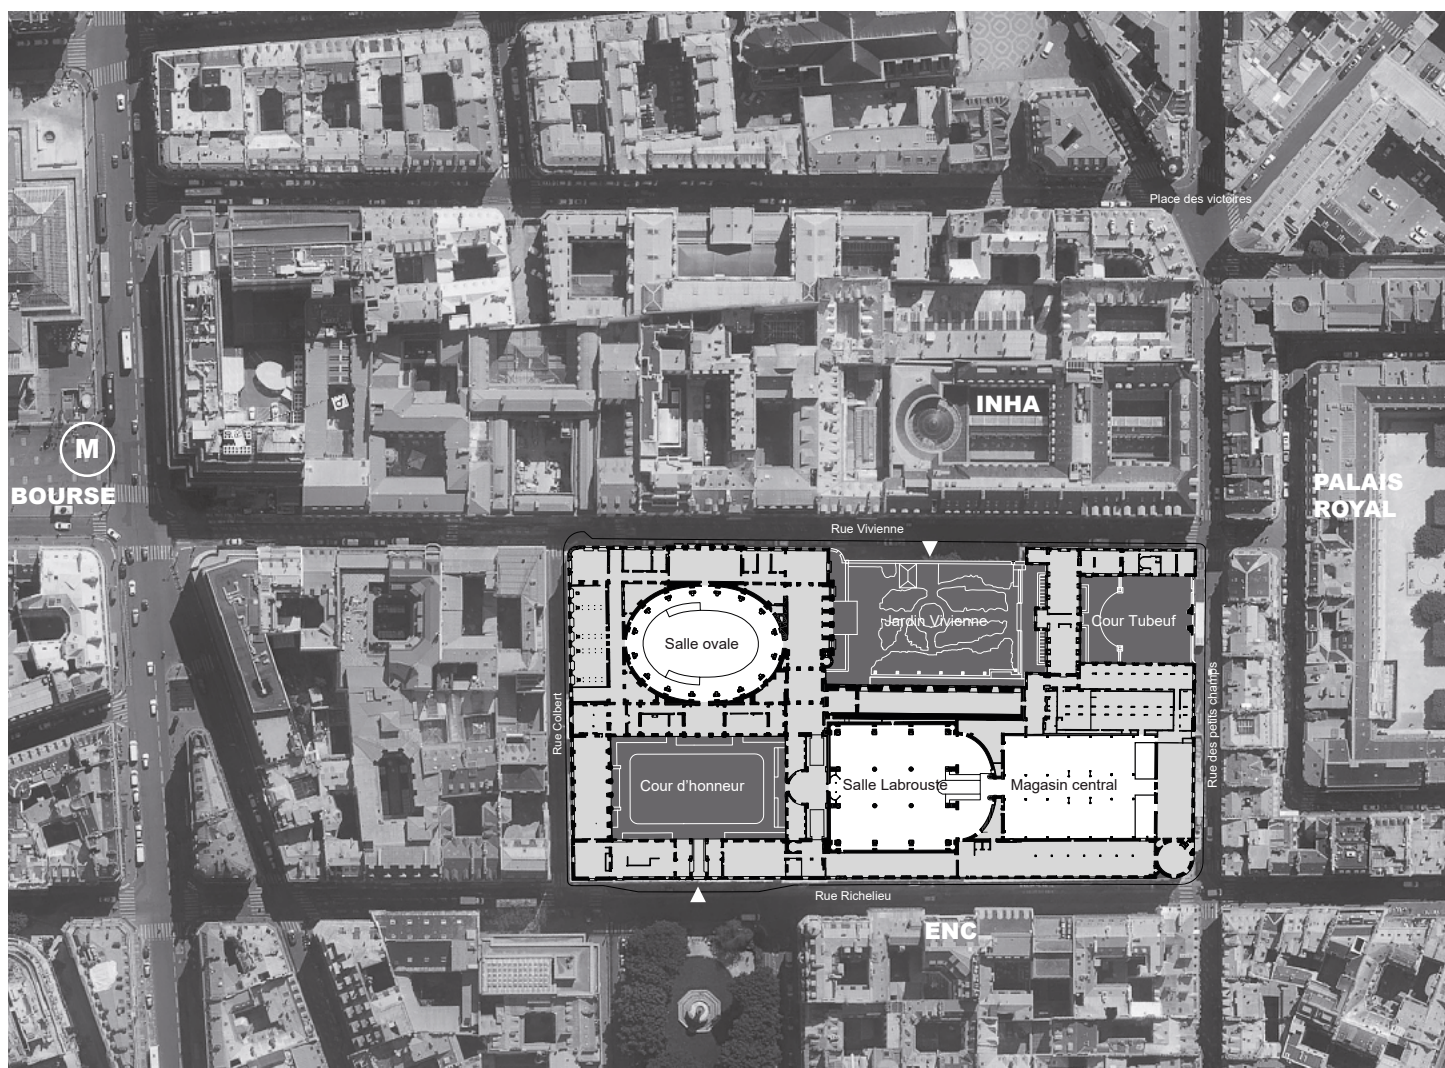 Place des victoires
INHA
M
BOURSE
PALAIS
ROYAL
Rue Vivienne
Jardin Vivienne
Cour Tubeuf
Salle ovale
Rue Colbert
Rue des petits champs
Cour d'honneur
Salle Labrouste
Magasin central
Rue Richelieu
ENC